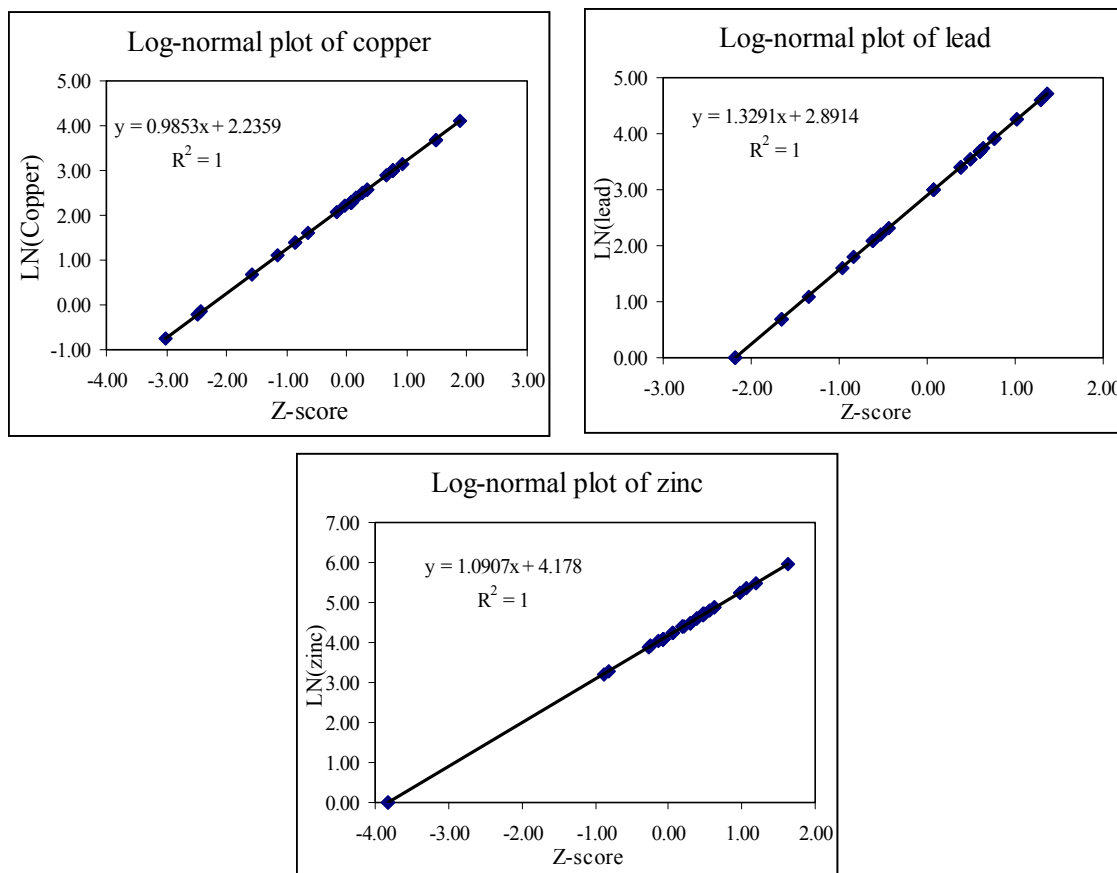 Log-normal plot of copper
5.00
4.00
3.00
2.00
1.00
0.00
-1.00
y = 0.9853x + 2.2359
R² = 1
LN(Copper)
-4.00 -3.00 -2.00 -1.00 0.00 1.00 2.00 3.00
Z-score
Log-normal plot of lead
5.00
4.00
3.00
2.00
1.00
0.00
y = 1.3291x + 2.8914
R² = 1
LN(lead)
-3.00 -2.00 -1.00 0.00 1.00 2.00
Z-score
Log-normal plot of zinc
7.00
6.00
5.00
4.00
3.00
2.00
1.00
0.00
y = 1.0907x + 4.178
R² = 1
LN(zinc)
-4.00 -3.00 -2.00 -1.00 0.00 1.00 2.00
Z-score